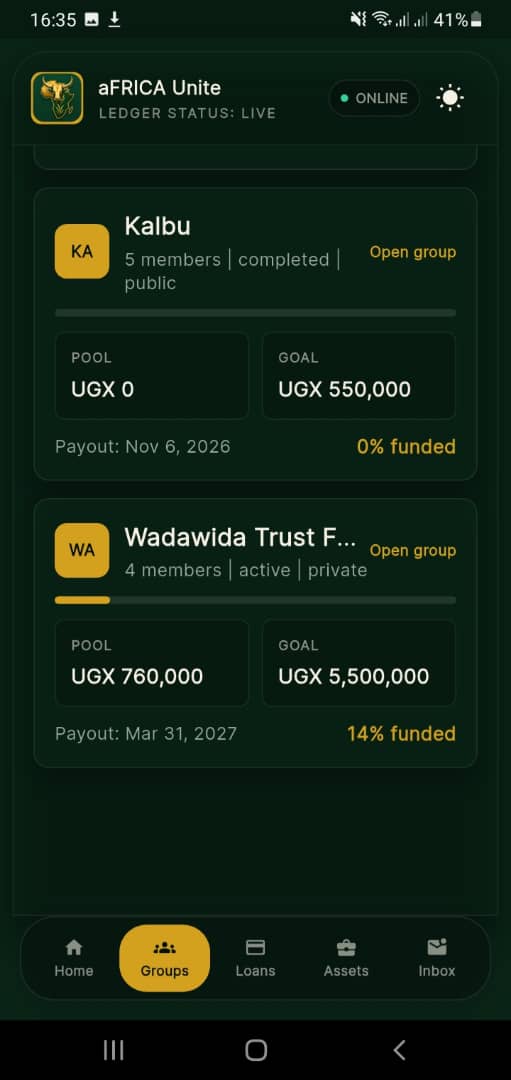 16:35 41%
aFRICA Unite
LEDGER STATUS: LIVE
ONLINE
KA
Kalbu
5 members | completed |
public
Open group
POOL
UGX 0
GOAL
UGX 550,000
Payout: Nov 6, 2026
0% funded
WA
Wadawida Trust F...
4 members | active | private
Open group
POOL
UGX 760,000
GOAL
UGX 5,500,000
Payout: Mar 31, 2027
14% funded
Home
Groups
Loans
Assets
Inbox